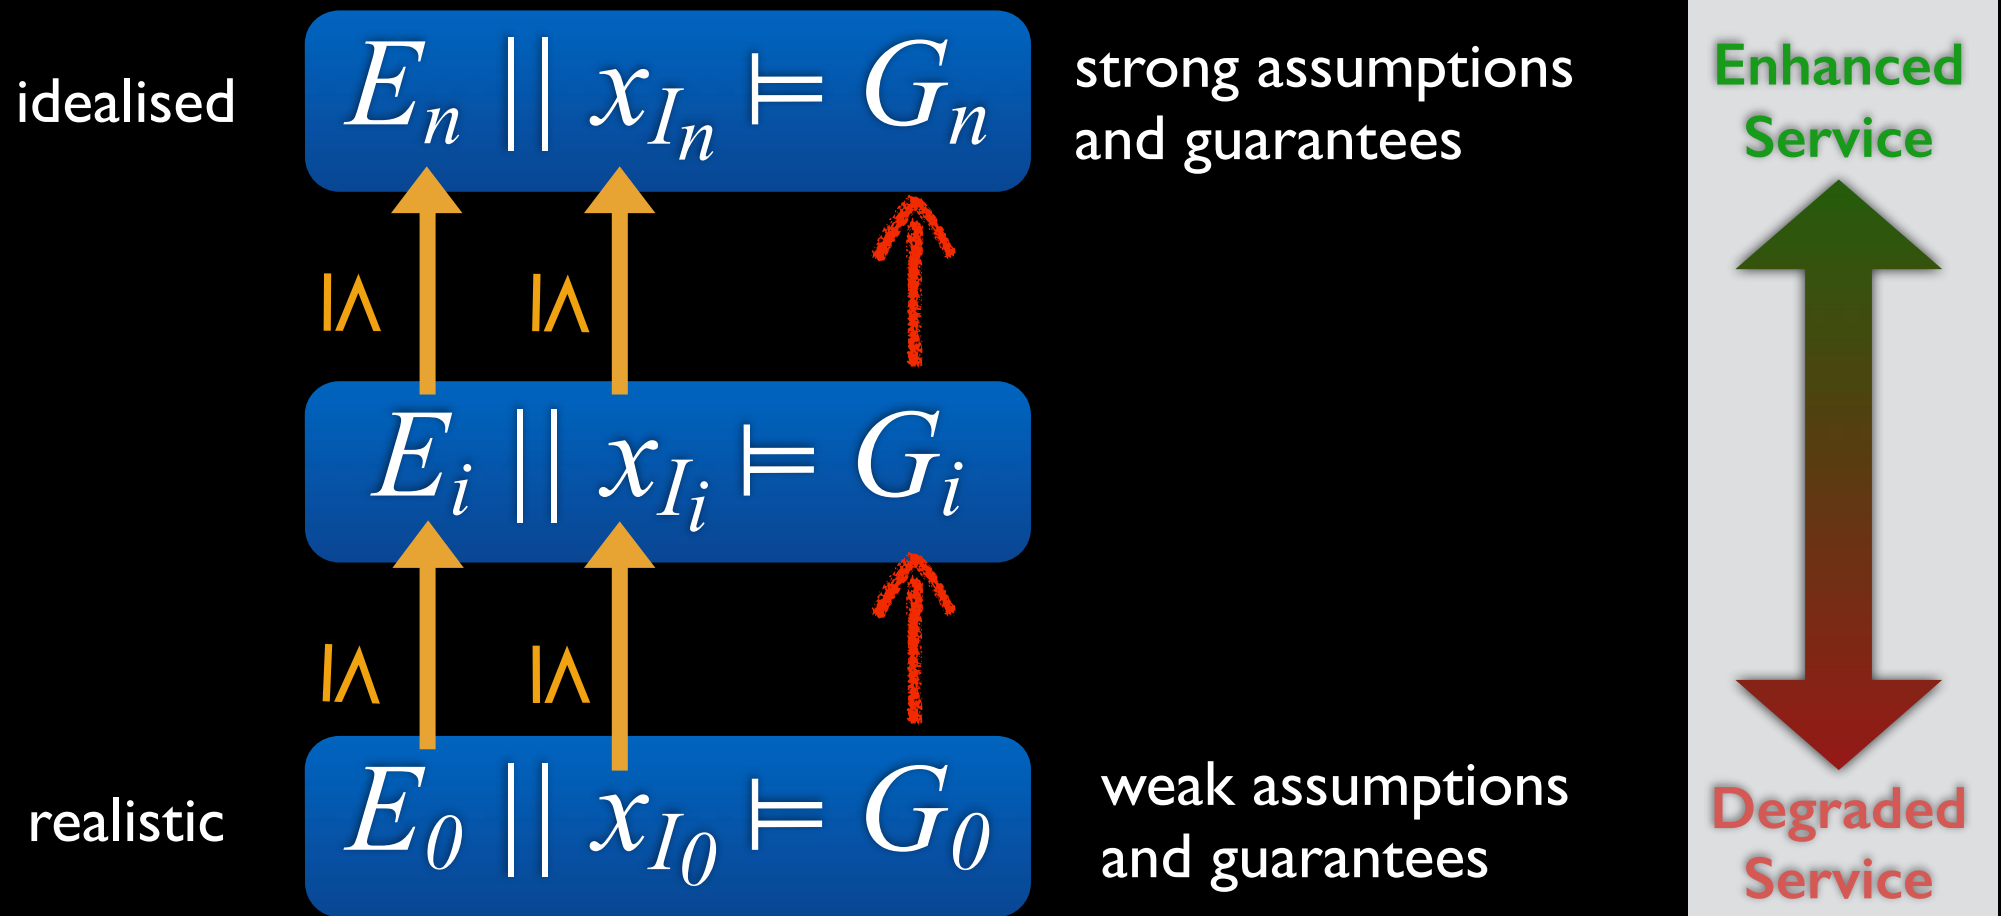 idealised
E_n || x_{I_n} ⊨ G_n
strong assumptions
and guarantees
Enhanced
Service
≤ ≤
E_i || x_{I_i} ⊨ G_i
≤ ≤
realistic
E_0 || x_{I_0} ⊨ G_0
weak assumptions
and guarantees
Degraded
Service